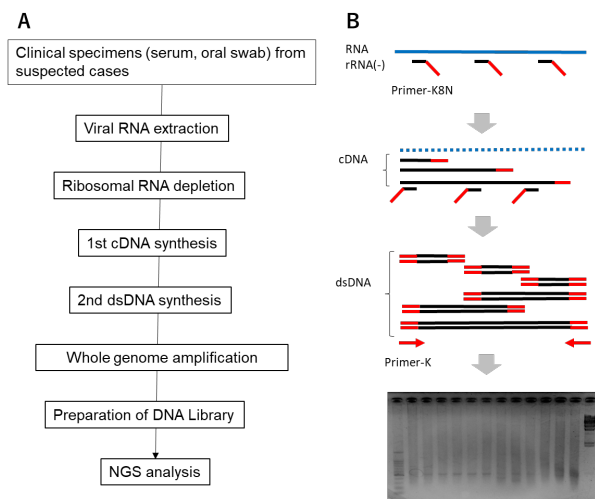 A
Clinical specimens (serum, oral swab) from
suspected cases
Viral RNA extraction
Ribosomal RNA depletion
1st cDNA synthesis
2nd dsDNA synthesis
Whole genome amplification
Preparation of DNA Library
NGS analysis
B
RNA
rRNA(-)
Primer-K8N
cDNA
dsDNA
Primer-K